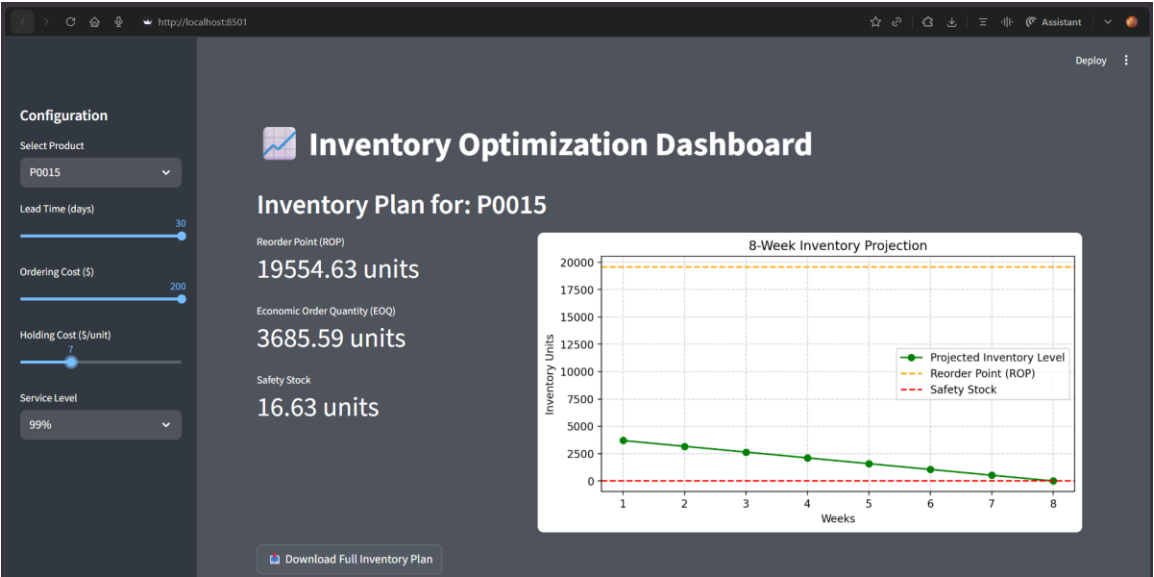 http://localhost:8501
Assistant
Deploy
Configuration
Select Product
P0015
Lead Time (days)
30
Ordering Cost ($)
200
Holding Cost ($/unit)
7
Service Level
99%
Inventory Optimization Dashboard
Inventory Plan for: P0015
Reorder Point (ROP)
19554.63 units
Economic Order Quantity (EOQ)
3685.59 units
Safety Stock
16.63 units
8-Week Inventory Projection
Inventory Units
20000
17500
15000
12500
10000
7500
5000
2500
0
Projected Inventory Level
Reorder Point (ROP)
Safety Stock
1 2 3 4 5 6 7 8
Weeks
Download Full Inventory Plan